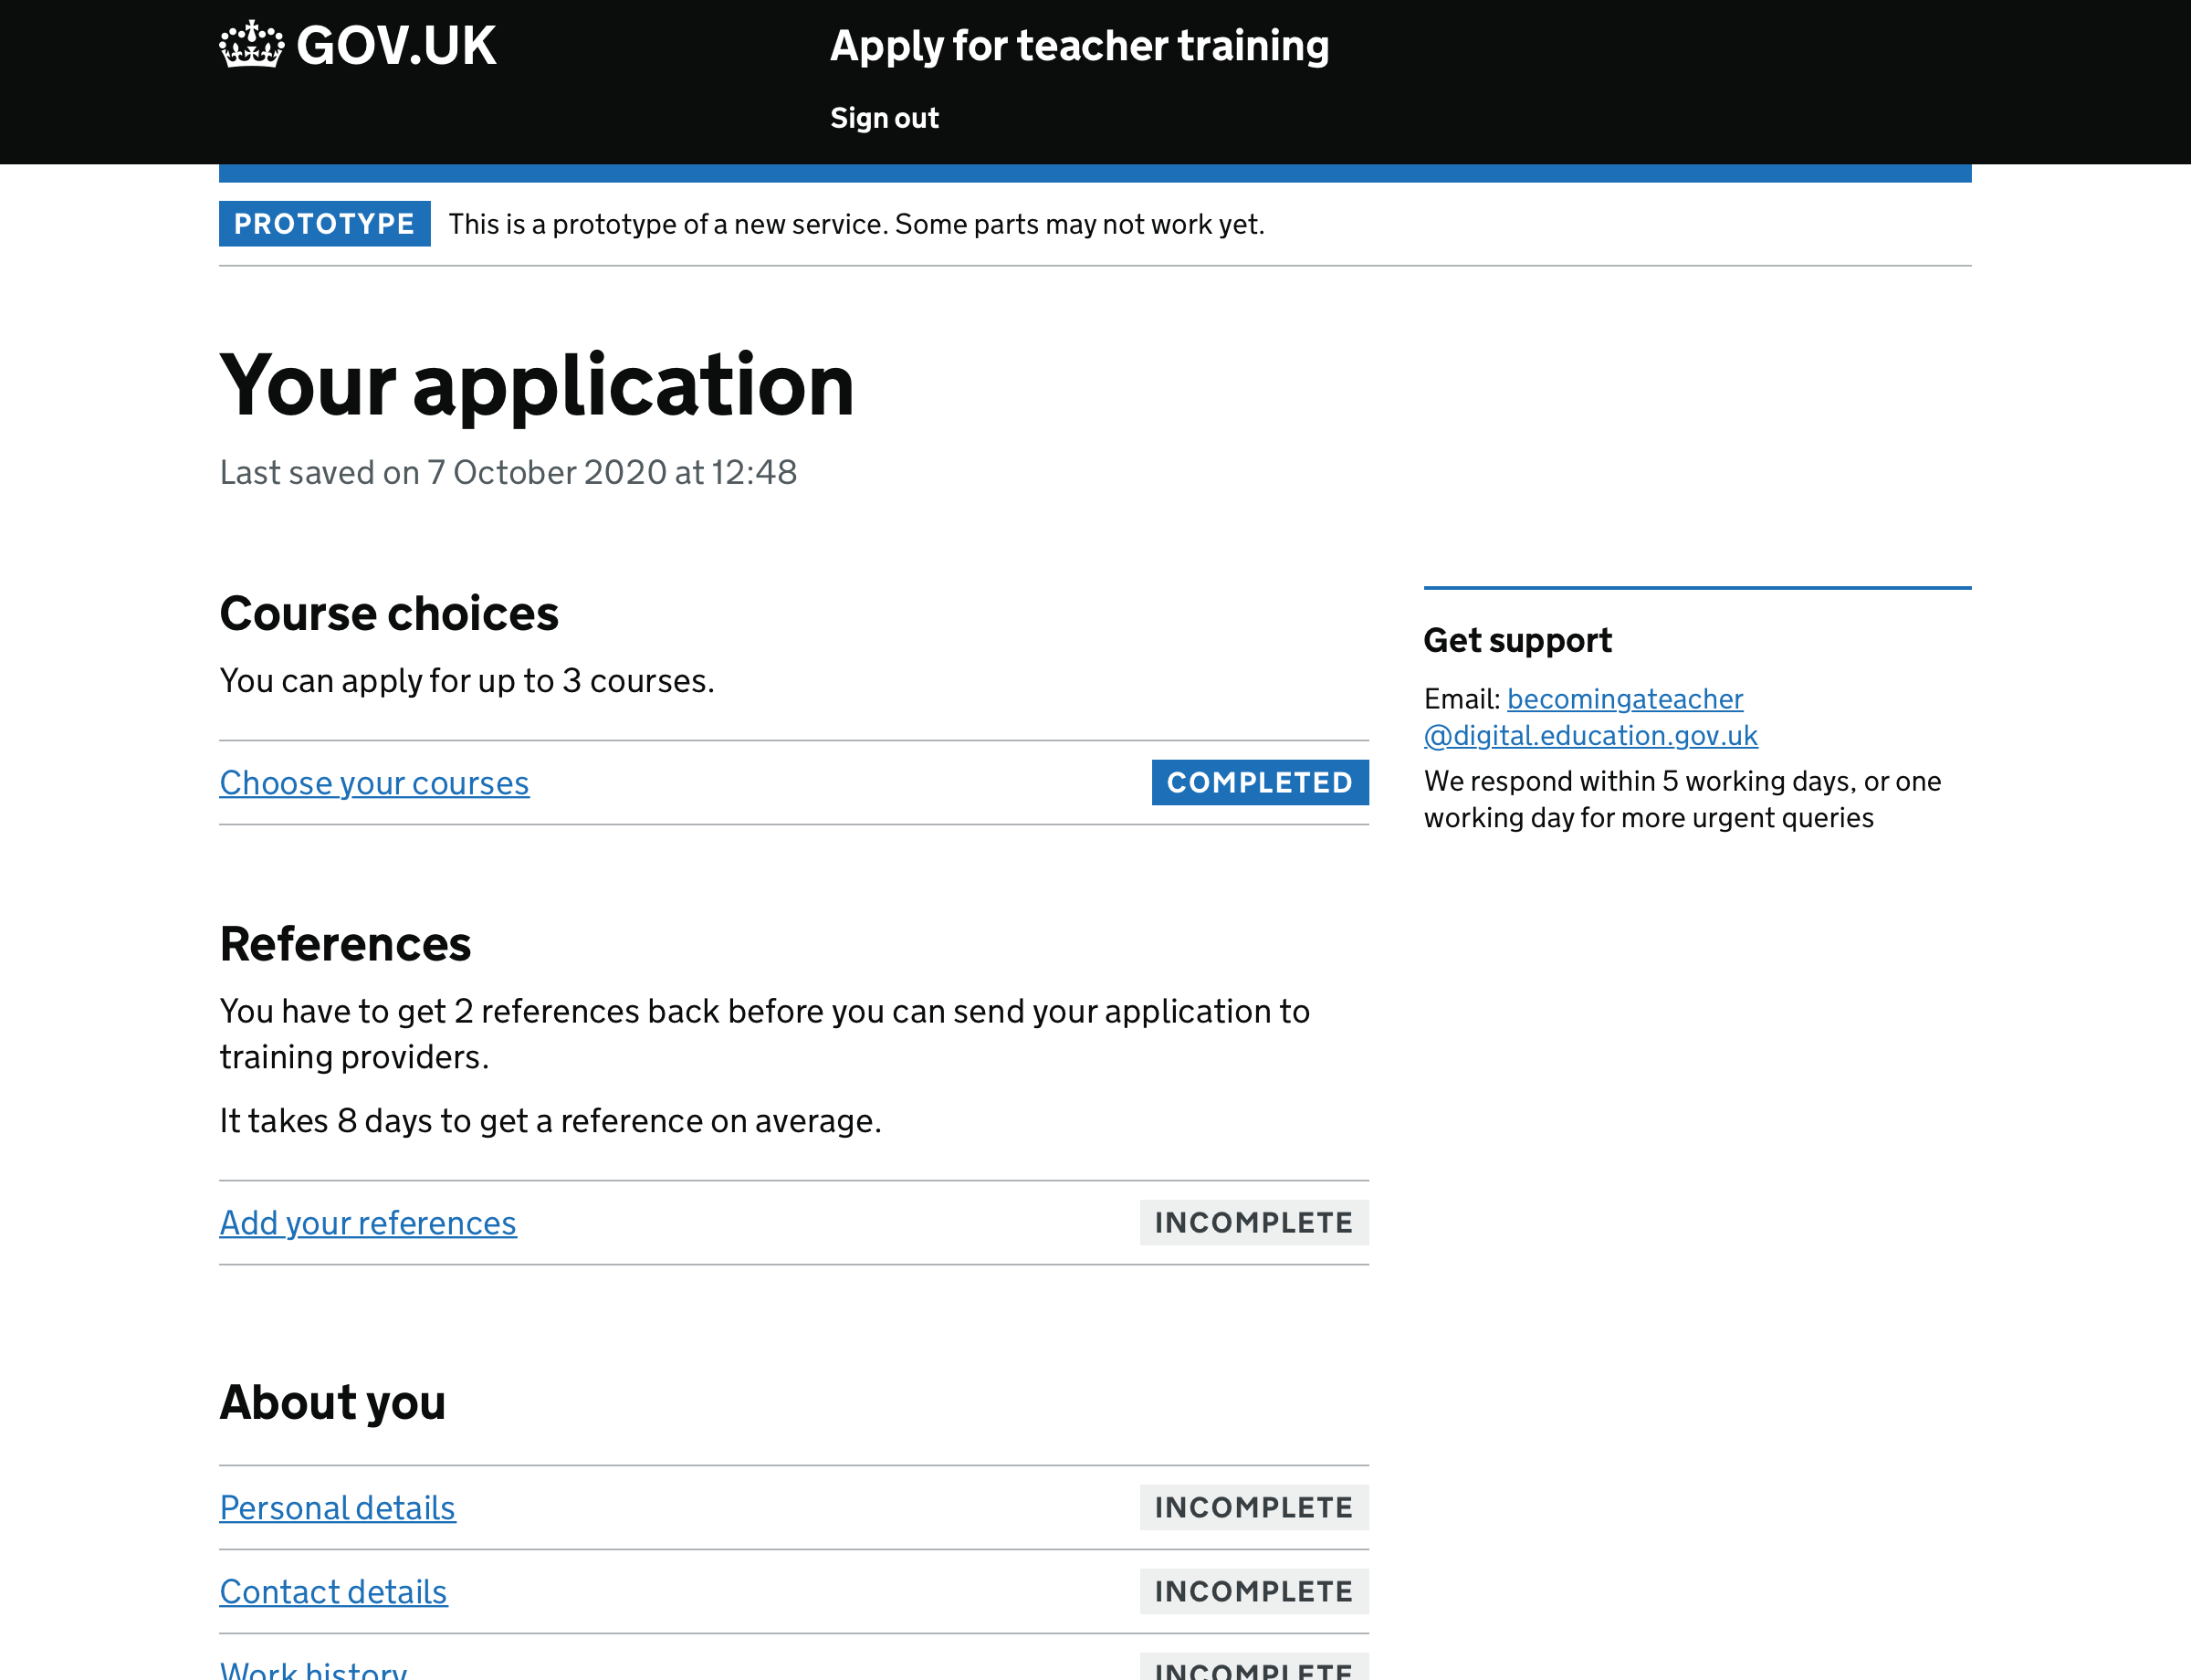 GOV.UK
Apply for teacher training
Sign out
PROTOTYPE This is a prototype of a new service. Some parts may not work yet.
Your application
Last saved on 7 October 2020 at 12:48
Course choices
You can apply for up to 3 courses.
Choose your courses COMPLETED
References
You have to get 2 references back before you can send your application to
training providers.
It takes 8 days to get a reference on average.
Add your references INCOMPLETE
About you
Personal details INCOMPLETE
Contact details INCOMPLETE
Work history INCOMPLETE
Get support
Email: becomingateacher
@digital.education.gov.uk
We respond within 5 working days, or one
working day for more urgent queries